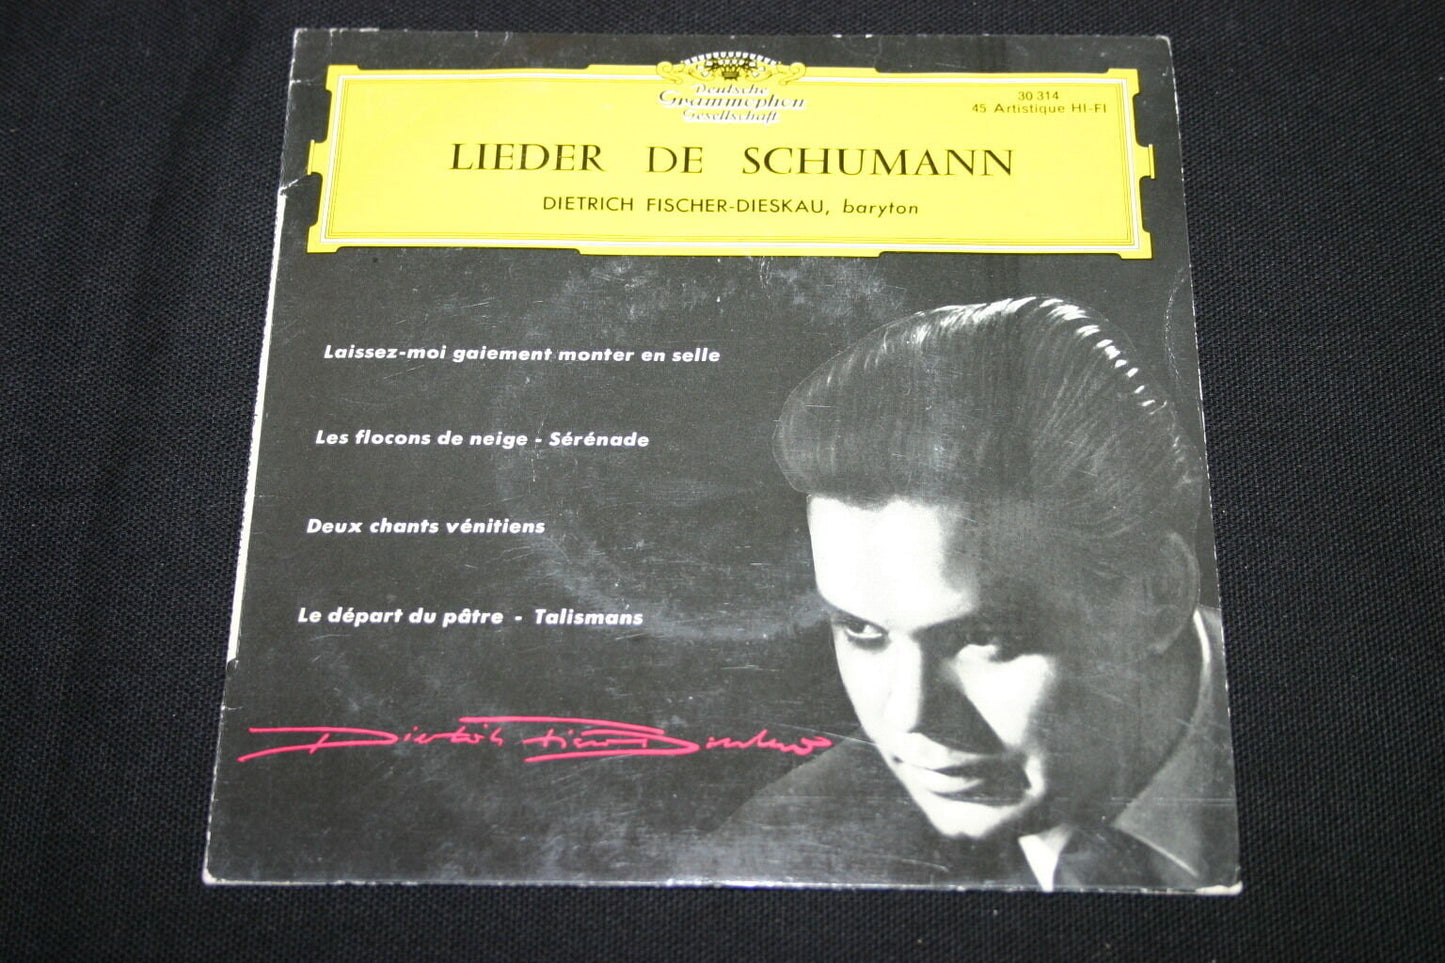 Deutsche
Grammophon
Gesellschaft
30 314
45 Artistique HI-FI
LIEDER DE SCHUMANN
DIETRICH FISCHER-DIESKAU, baryton
Laissez-moi gaiement monter en selle
Les flocons de neige - Sérénade
Deux chants vénitiens
Le départ du pâtre - Talismans
Dietrich Fischer-Dieskau